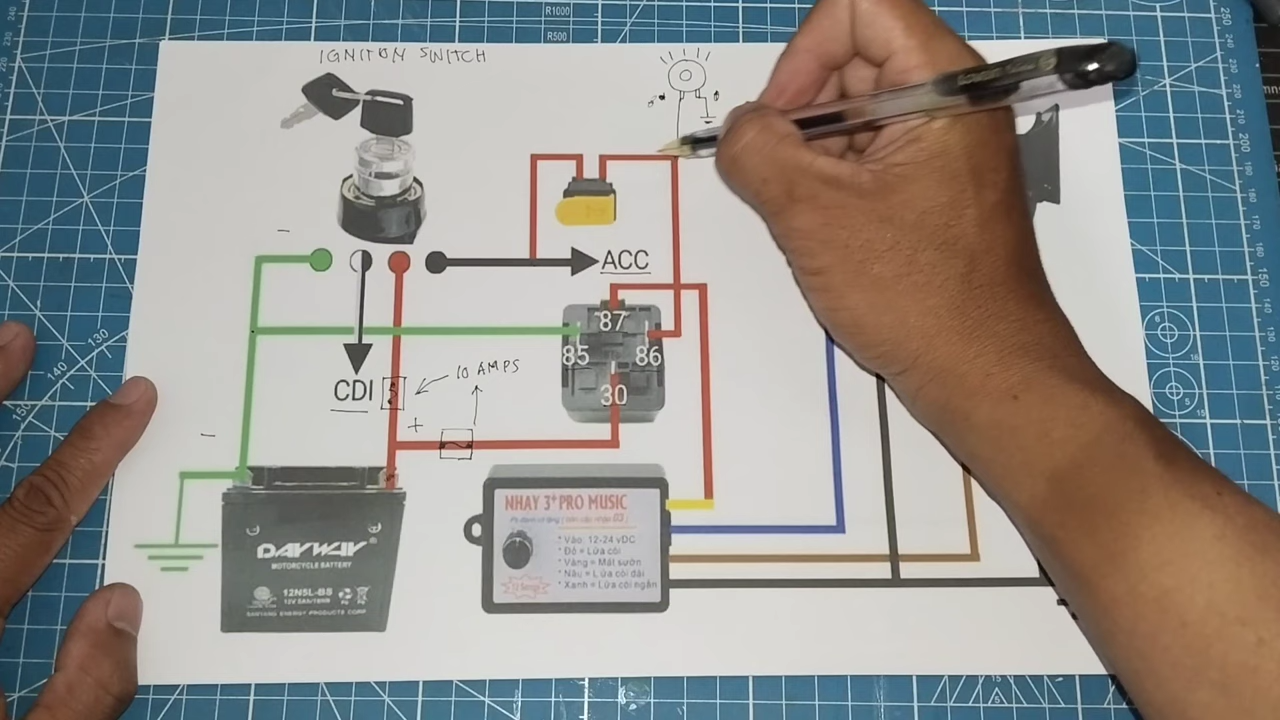 R1000
R500
IGNITON SWITCH
ACC
87
85
86
30
10 AMPS
CDI
+
NHAY 3+ PRO MUSIC
* Vào: 12-24 vDC
* Đỏ = Lửa còi
* Vàng = Mát sườn
* Nâu = Lửa còi dài
* Xanh = Lửa còi ngắn
DAYWAY
MOTORCYCLE BATTERY
12N5L-BS